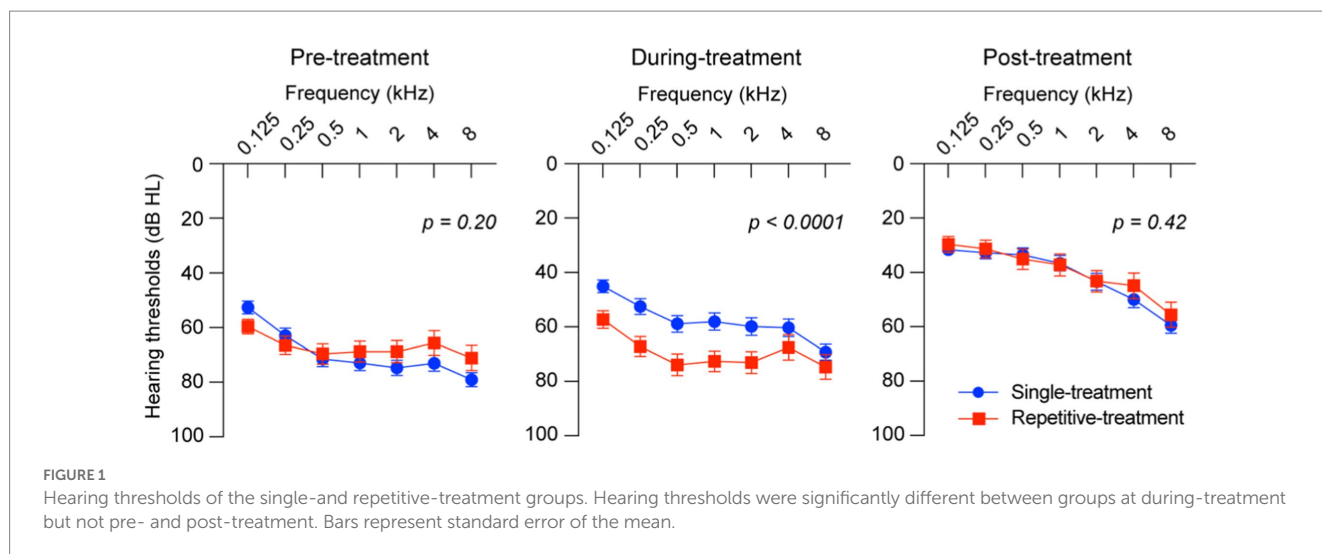 Pre-treatment
Frequency (kHz)
0.125 0.25 0.5 1 2 4 8
Hearing thresholds (dB HL)
0
20
40
60
80
100
p = 0.20
During-treatment
Frequency (kHz)
0.125 0.25 0.5 1 2 4 8
0
20
40
60
80
100
p < 0.0001
Post-treatment
Frequency (kHz)
0.125 0.25 0.5 1 2 4 8
0
20
40
60
80
100
p = 0.42
Single-treatment
Repetitive-treatment
FIGURE 1
Hearing thresholds of the single-and repetitive-treatment groups. Hearing thresholds were significantly different between groups at during-treatment
but not pre- and post-treatment. Bars represent standard error of the mean.